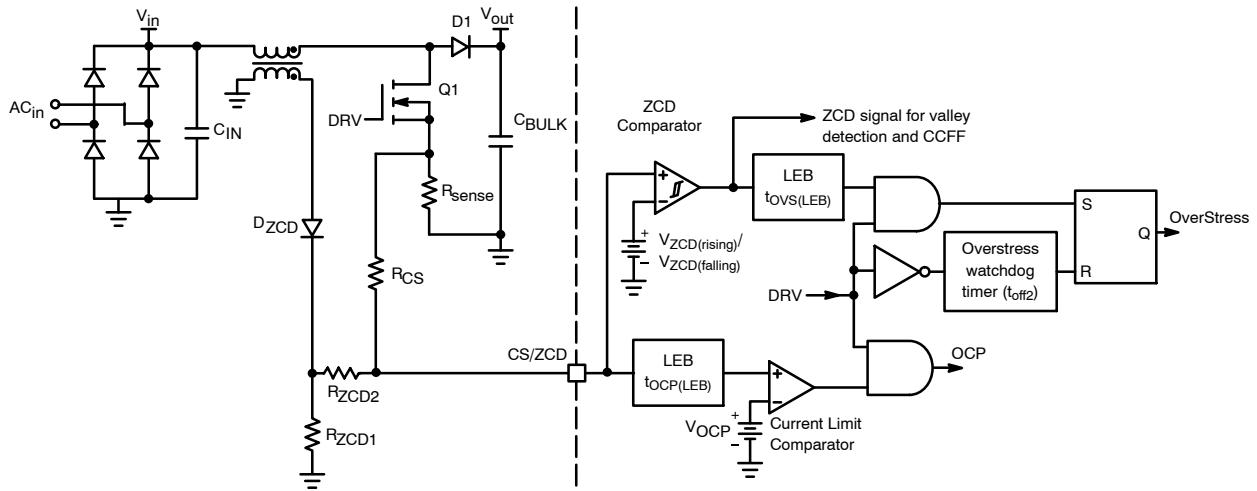 Vin
D1
Vout
ACin
CIN
Q1
DRV
CBULK
Rsense
DZCD
RCS
CS/ZCD
RZCD2
RZCD1
ZCD
Comparator
ZCD signal for valley
detection and CCFF
LEB
tOVS(LEB)
+
−
+
−
VZCD(rising)/
VZCD(falling)
S
Q
R
OverStress
Overstress
watchdog
timer (toff2)
DRV
LEB
tOCP(LEB)
+
−
OCP
VOCP
+
−
Current Limit
Comparator